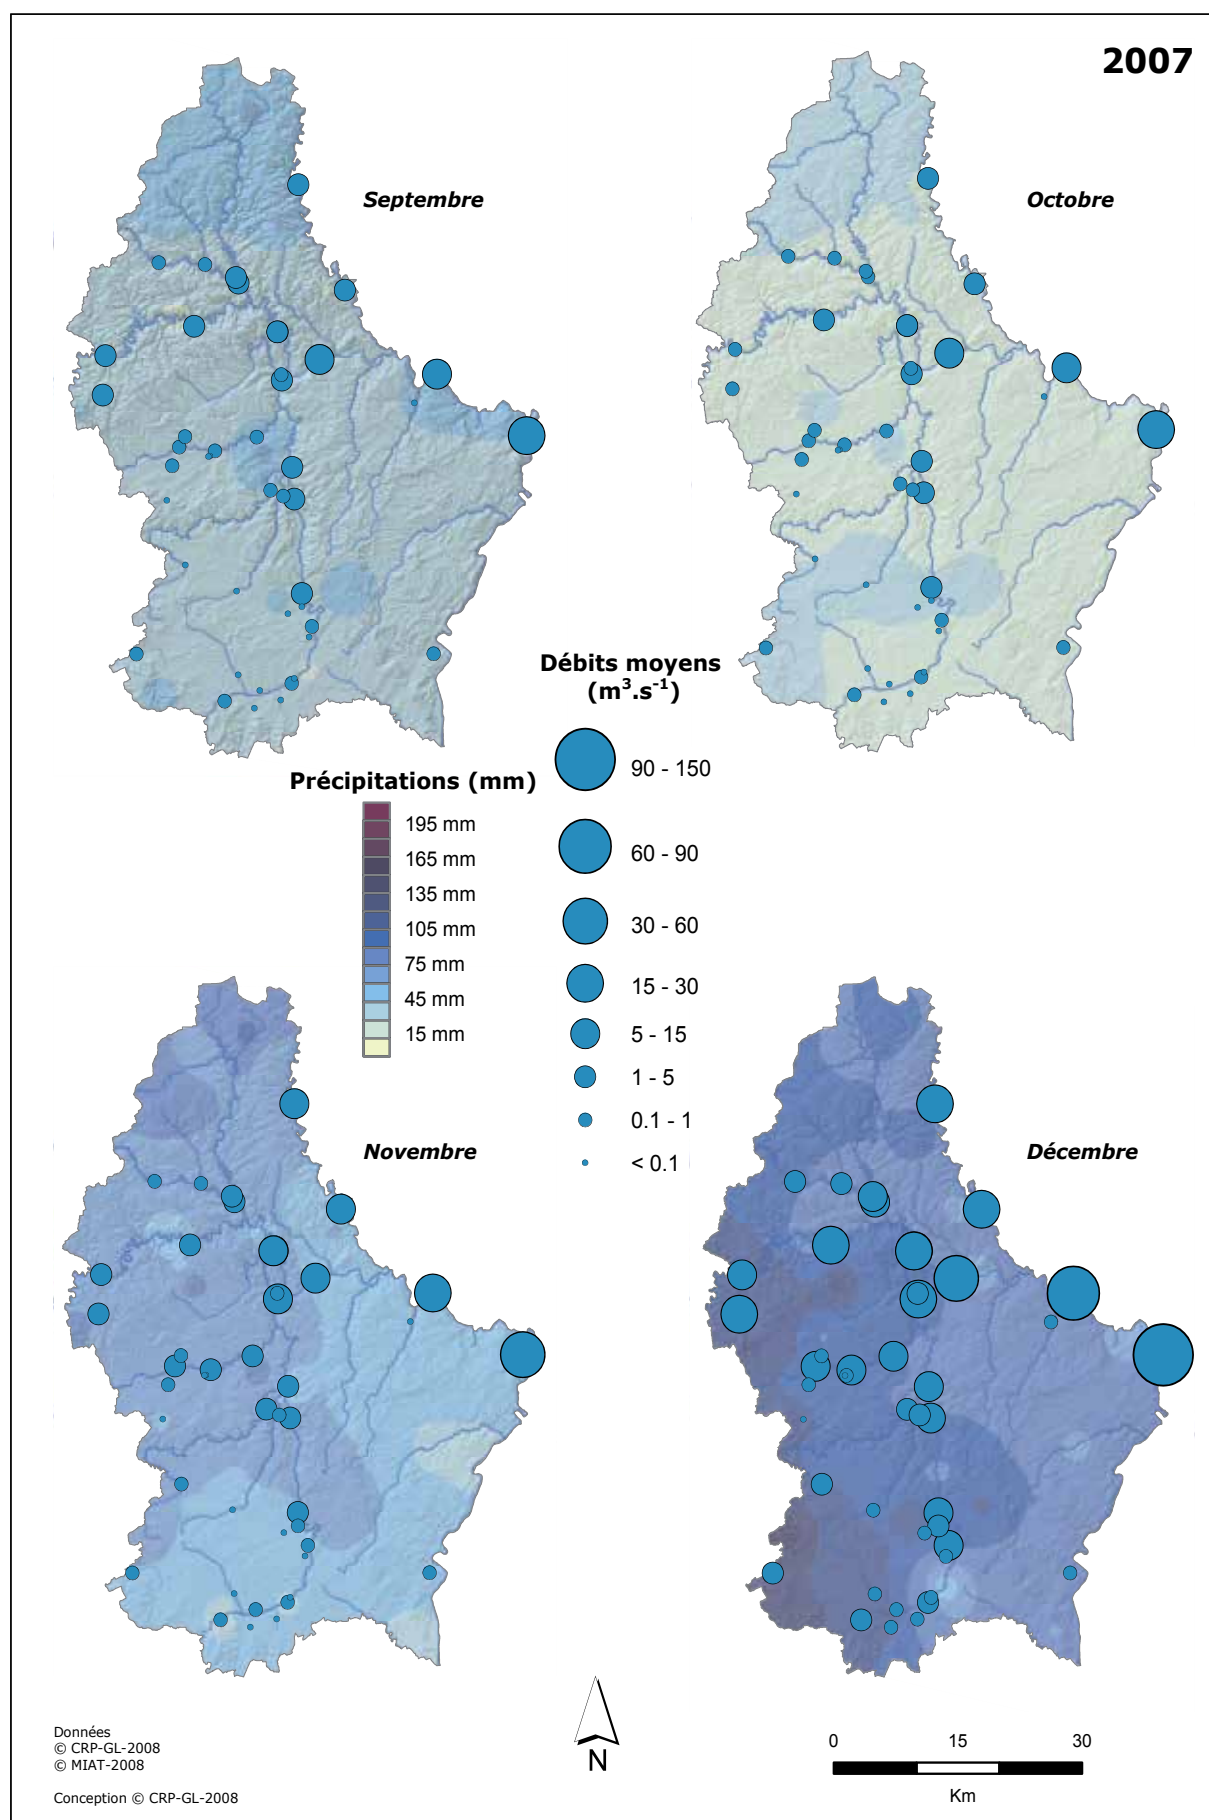 2007
Septembre
Octobre
Débits moyens
(m³.s⁻¹)
90 - 150
60 - 90
30 - 60
15 - 30
5 - 15
1 - 5
0.1 - 1
< 0.1
Précipitations (mm)
195 mm
165 mm
135 mm
105 mm
75 mm
45 mm
15 mm
Novembre
Décembre
Données
© CRP-GL-2008
© MIAT-2008
Conception © CRP-GL-2008
N
0 15 30
Km